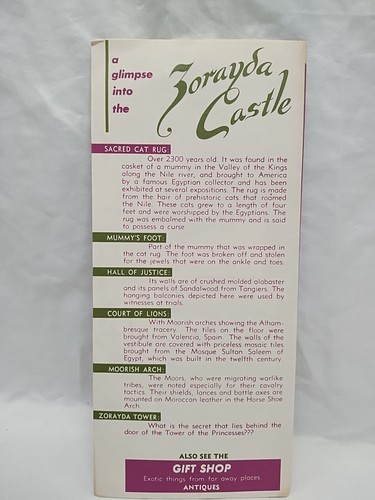 a
glimpse
into
the
Zorayda
Castle
SACRED CAT RUG:
Over 2300 years old. It was found in the
casket of a mummy in the Valley of the Kings
along the Nile river, and brought to America
by a famous Egyptian collector and has been
exhibited at several expositions. The rug is made
from the hair of prehistoric cats that roamed
the Nile. These cats grew to a length of four
feet and were worshipped by the Egyptians. The
rug was embalmed with the mummy and is said
to possess a curse
MUMMY'S FOOT:
Part of the mummy that was wrapped in
the cat rug. The foot was broken off and stolen
for the jewels that were on the ankle and toes.
HALL OF JUSTICE:
Its walls are of crushed molded alabaster
and its panels of Sandalwood from Tangiers. The
hanging balconies depicted here were used by
witnesses at trials.
COURT OF LIONS:
With Moorish arches showing the Alham-
bresque tracery. The tiles on the floor were
brought from Valencia, Spain. The walls of the
vestibule are covered with priceless mosaic tiles
brought from the Mosque Sultan Saleem of
Egypt, which was built in the twelfth century.
MOORISH ARCH:
The Moors, who were migrating warlike
tribes, were noted especially for their cavalry
tactics. Their shields, lances and battle axes are
mounted on Moroccan leather in the Horse Shoe
Arch.
ZORAYDA TOWER:
What is the secret that lies behind the
door of the Tower of the Princesses???
ALSO SEE THE
GIFT SHOP
Exotic things from far away places.
ANTIQUES